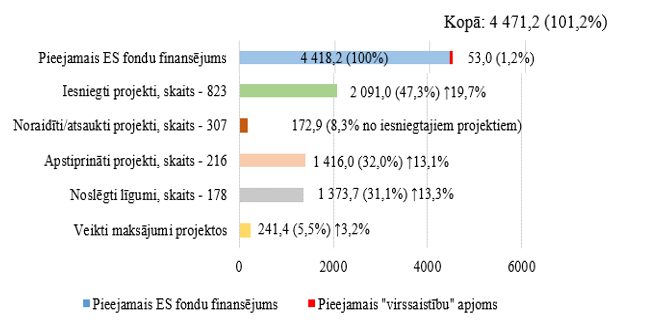 Kopā: 4 471,2 (101,2%)
Pieejamais ES fondu finansējums 4 418,2 (100%) 53,0 (1,2%)
Iesniegti projekti, skaits - 823 2 091,0 (47,3%) ↑19,7%
Noraidīti/atsaukti projekti, skaits - 307 172,9 (8,3% no iesniegtajiem projektiem)
Apstiprināti projekti, skaits - 216 1 416,0 (32,0%) ↑13,1%
Noslēgti līgumi, skaits - 178 1 373,7 (31,1%) ↑13,3%
Veikti maksājumi projektos 241,4 (5,5%) ↑3,2%
0 2000 4000 6000
Pieejamais ES fondu finansējums Pieejamais "virssaistību" apjoms